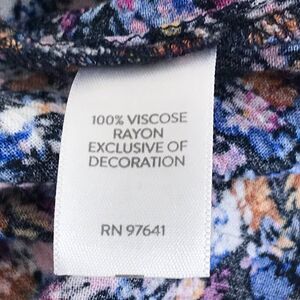 100% VISCOSE
RAYON
EXCLUSIVE OF
DECORATION
RN 97641